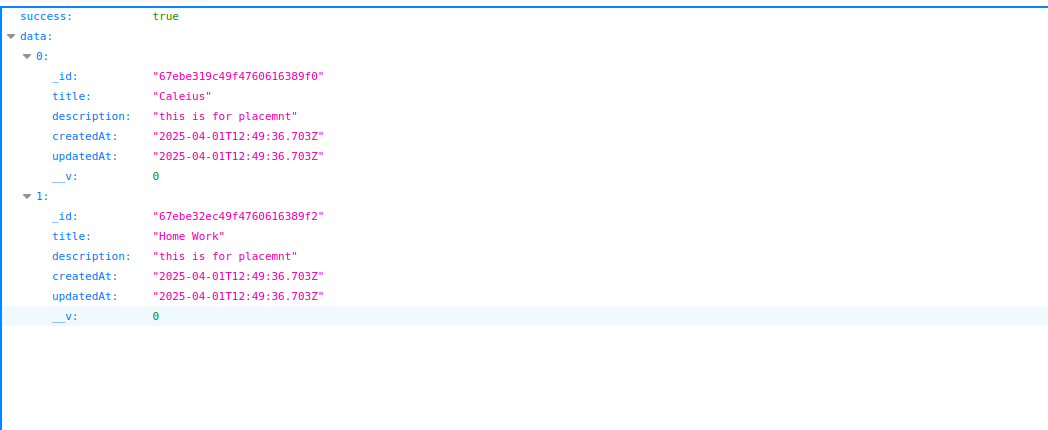 success: true
data:
0:
_id: "67ebe319c49f4760616389f0"
title: "Caleius"
description: "this is for placemnt"
createdAt: "2025-04-01T12:49:36.703Z"
updatedAt: "2025-04-01T12:49:36.703Z"
__v: 0
1:
_id: "67ebe32ec49f4760616389f2"
title: "Home Work"
description: "this is for placemnt"
createdAt: "2025-04-01T12:49:36.703Z"
updatedAt: "2025-04-01T12:49:36.703Z"
__v: 0